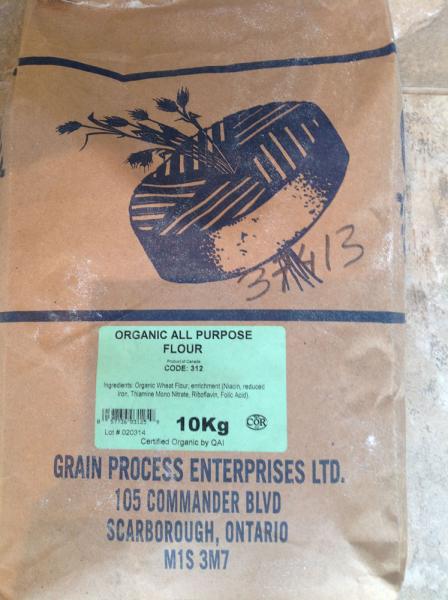 37413
ORGANIC ALL PURPOSE
FLOUR
Product of Canada
CODE: 312
Ingredients: Organic Wheat Flour, enrichment (Niacin, reduced
Iron, Thiamine Mono Nitrate, Riboflavin, Folic Acid).
10Kg
COR
Lot # 020314
Certified Organic by QAI
GRAIN PROCESS ENTERPRISES LTD.
105 COMMANDER BLVD
SCARBOROUGH, ONTARIO
M1S 3M7